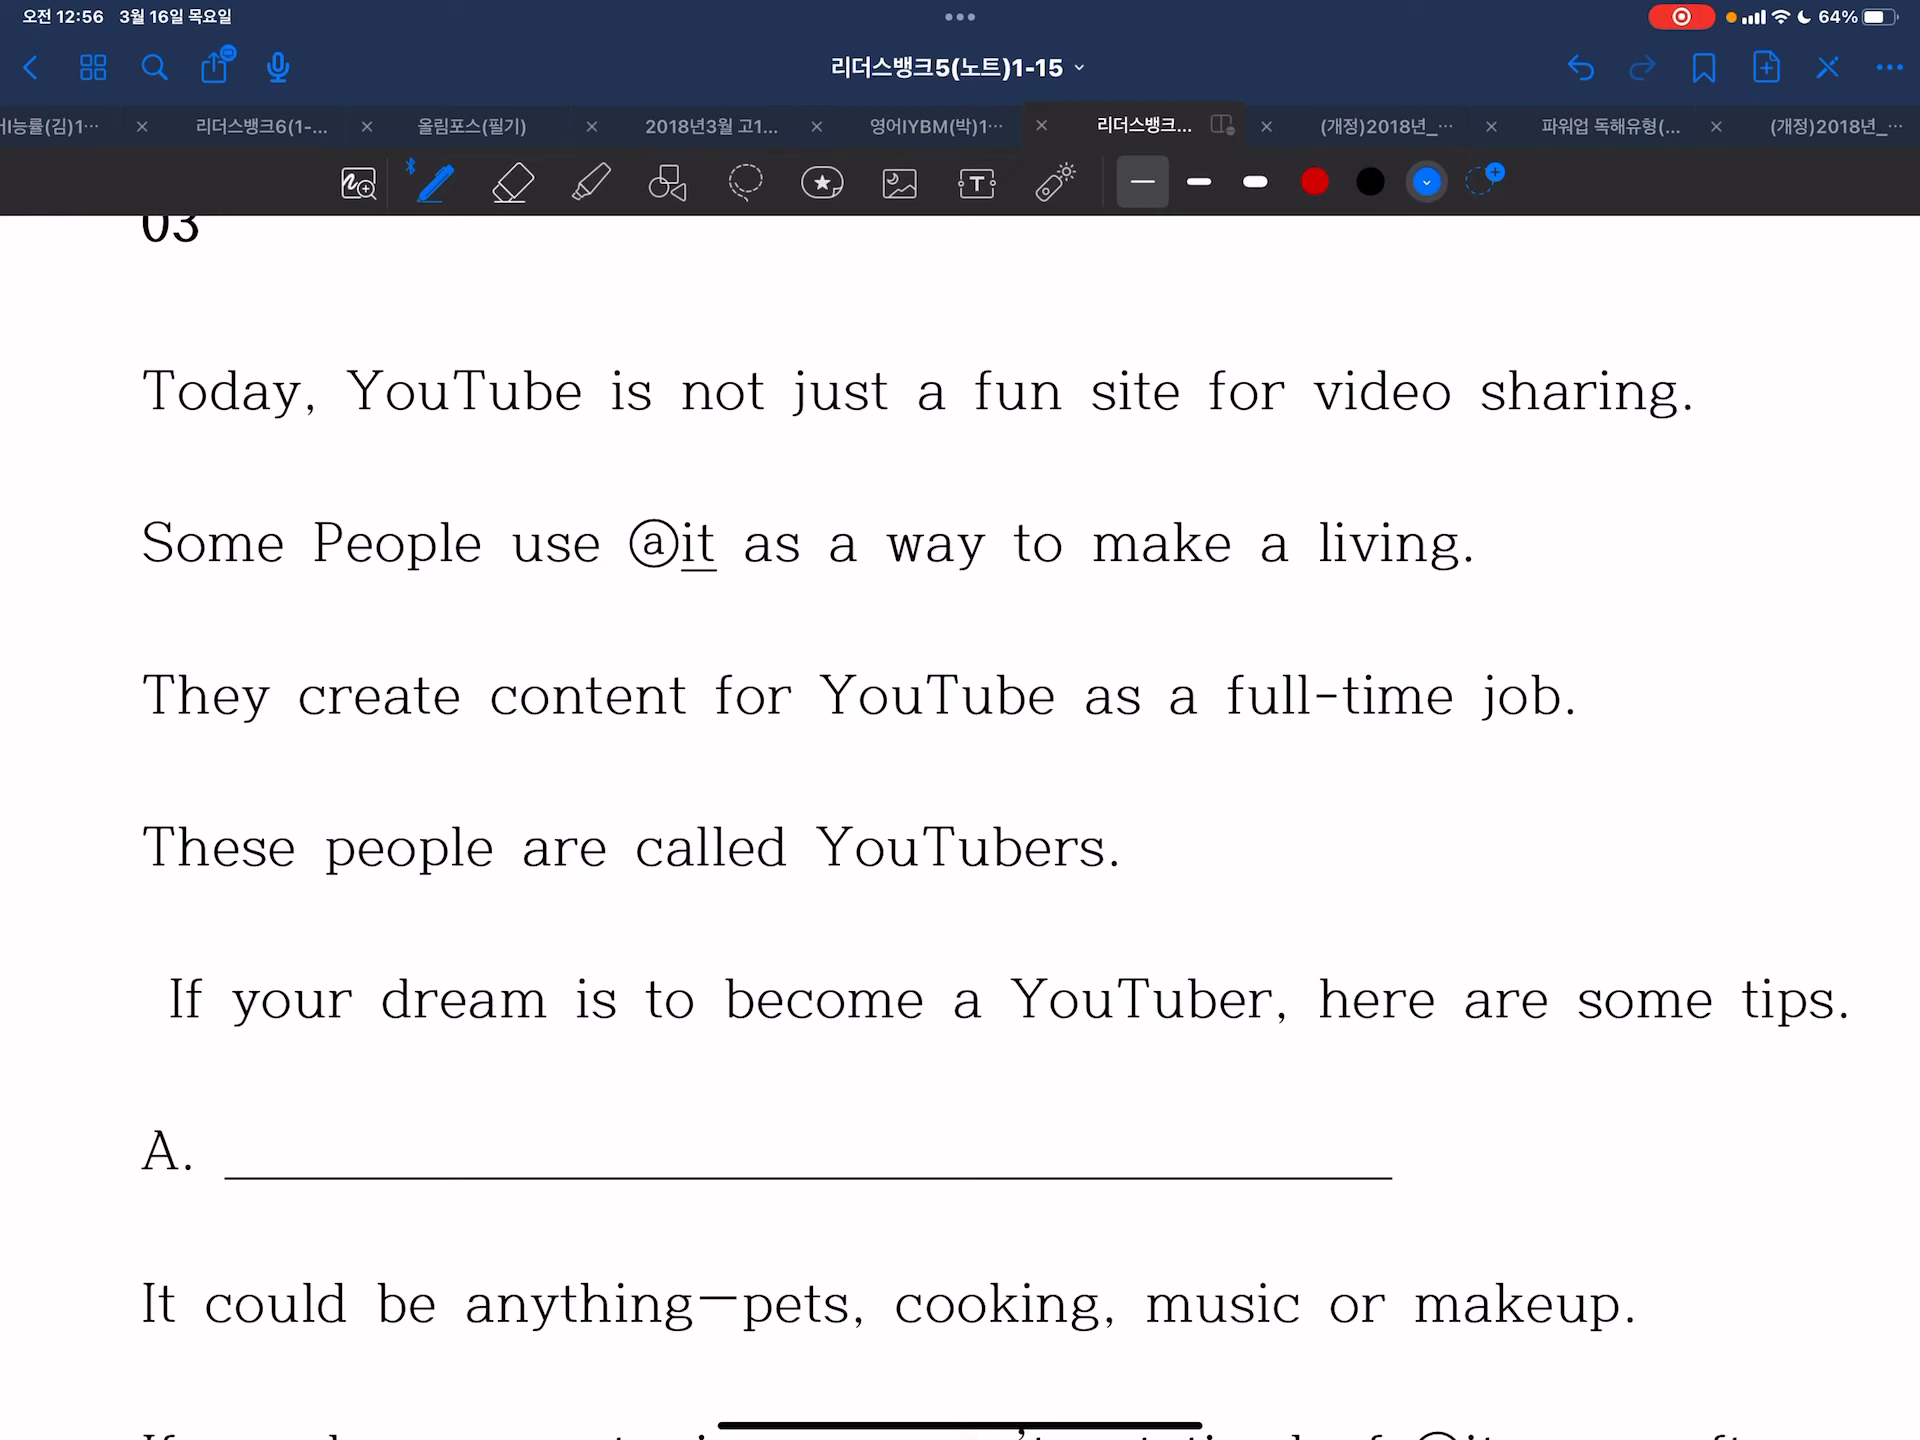 오전 12:56 3월 16일 목요일
64%
리더스뱅크5(노트)1-15
능률(김)1… 리더스뱅크6(1-... 올림포스(필기) 2018년3월 고1... 영어IYBM(박)1… 리더스뱅크... (개정)2018년_… 파워업 독해유형(... (개정)2018년_…
03
Today, YouTube is not just a fun site for video sharing.
Some People use ⓐit as a way to make a living.
They create content for YouTube as a full-time job.
These people are called YouTubers.
If your dream is to become a YouTuber, here are some tips.
A.
It could be anything—pets, cooking, music or makeup.